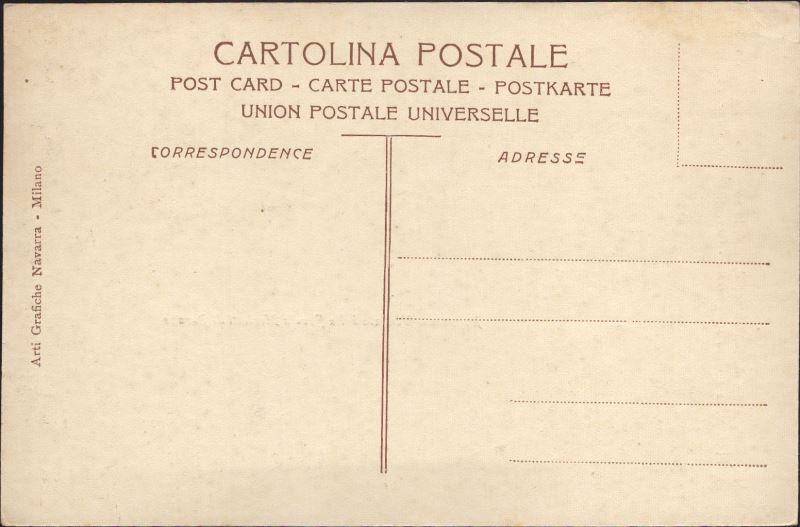 CARTOLINA POSTALE
POST CARD - CARTE POSTALE - POSTKARTE
UNION POSTALE UNIVERSELLE
CORRESPONDENCE
ADRESSE
Arti Grafiche Navarra - Milano